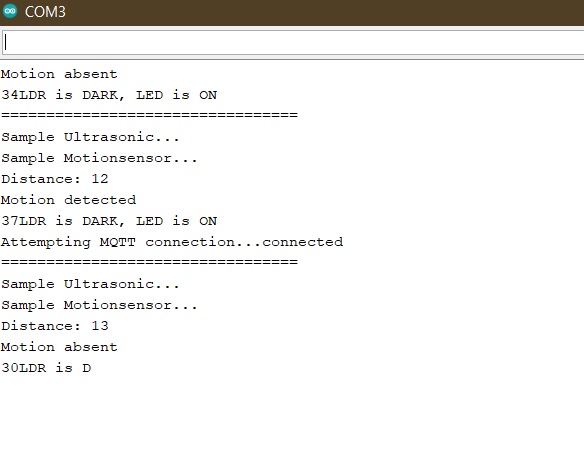 COM3
Motion absent
34LDR is DARK, LED is ON
=================================
Sample Ultrasonic...
Sample Motionsensor...
Distance: 12
Motion detected
37LDR is DARK, LED is ON
Attempting MQTT connection...connected
=================================
Sample Ultrasonic...
Sample Motionsensor...
Distance: 13
Motion absent
30LDR is D